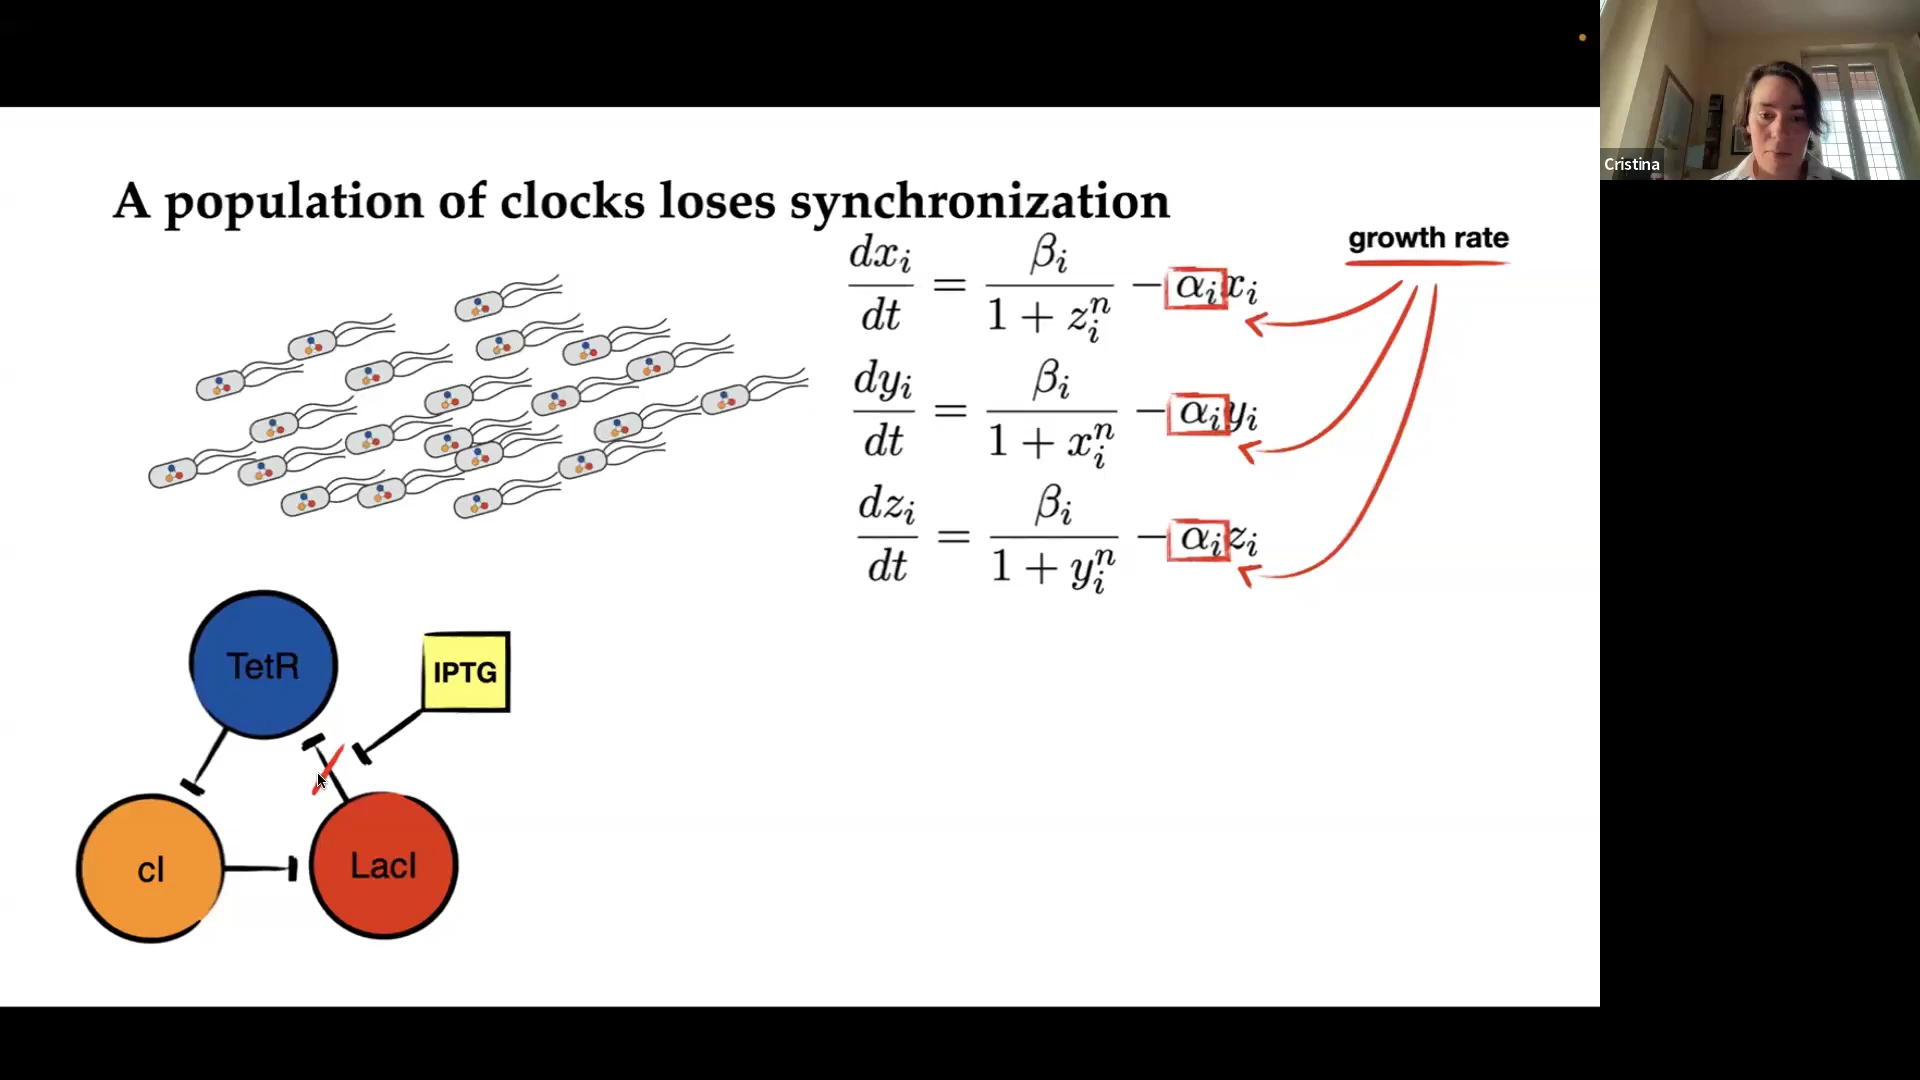 Cristina
A population of clocks loses synchronization
growth rate
dx_i/dt = β_i/(1 + z_i^n) − α_i x_i
dy_i/dt = β_i/(1 + x_i^n) − α_i y_i
dz_i/dt = β_i/(1 + y_i^n) − α_i z_i
TetR
IPTG
cI
LacI